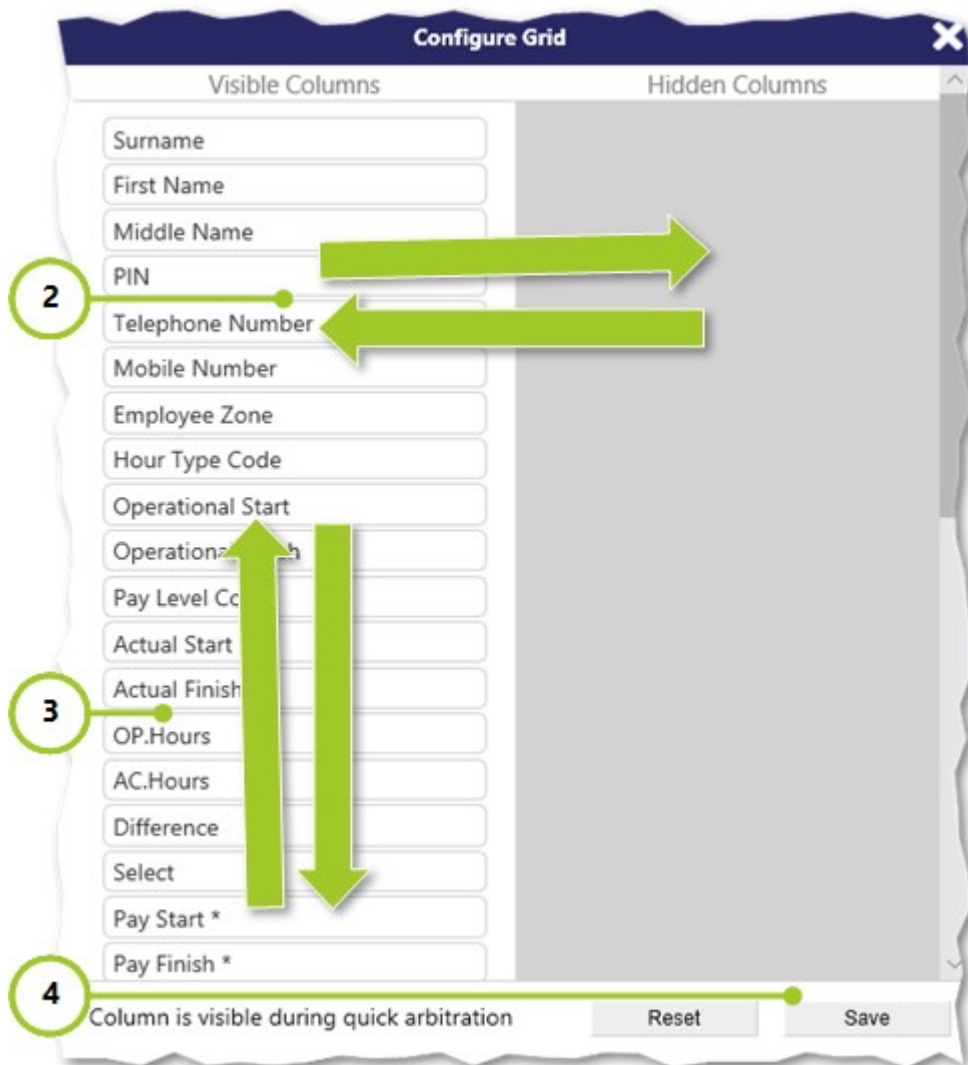 Configure Grid
Visible Columns Hidden Columns
Surname
First Name
Middle Name
PIN
2
Telephone Number
Mobile Number
Employee Zone
Hour Type Code
Operational Start
Operational
Pay Level
Actual Start
Actual Finish
3
OP.Hours
AC.Hours
Difference
Select
Pay Start *
Pay Finish *
4
Column is visible during quick arbitration Reset Save